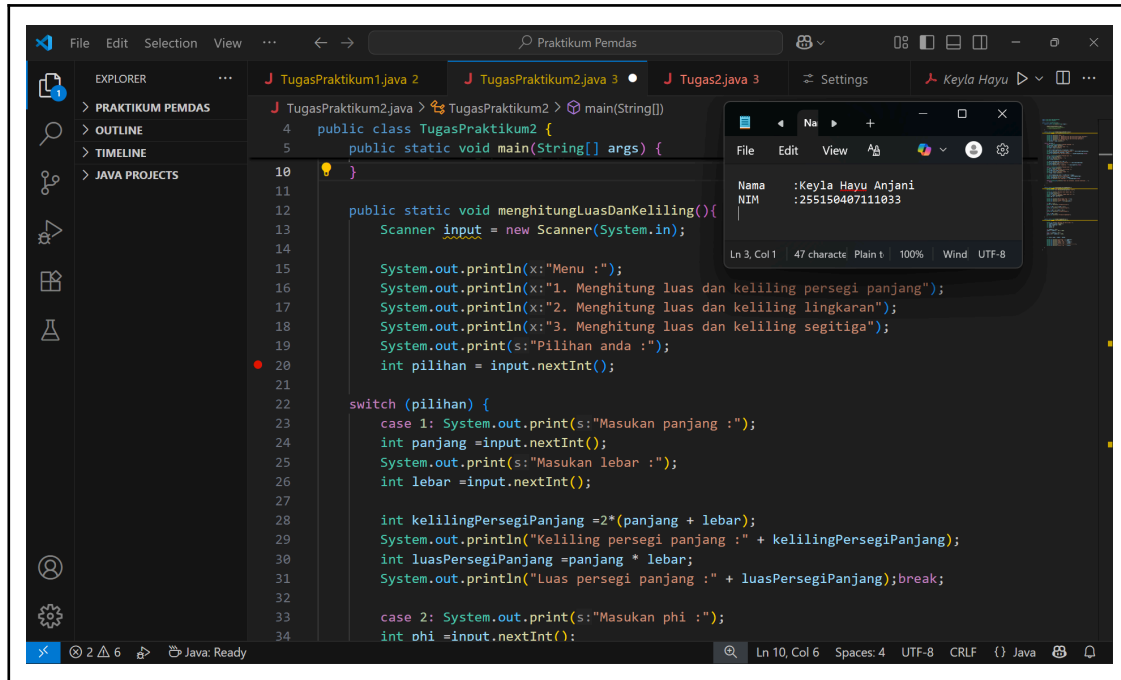 File Edit Selection View ··· ← → Praktikum Pemdas
EXPLORER ···
PRAKTIKUM PEMDAS
OUTLINE
TIMELINE
JAVA PROJECTS
1
J TugasPraktikum1.java 2 J TugasPraktikum2.java 3 ● J Tugas2.java 3 Settings Keyla Hayu
J TugasPraktikum2.java > TugasPraktikum2 > main(String[])
4 public class TugasPraktikum2 {
5 public static void main(String[] args) {
10 }
11
12 public static void menghitungLuasDanKeliling(){
13 Scanner input = new Scanner(System.in);
14
15 System.out.println(x:"Menu :");
16 System.out.println(x:"1. Menghitung luas dan keliling persegi panjang");
17 System.out.println(x:"2. Menghitung luas dan keliling lingkaran");
18 System.out.println(x:"3. Menghitung luas dan keliling segitiga");
19 System.out.print(s:"Pilihan anda :");
20 int pilihan = input.nextInt();
21
22 switch (pilihan) {
23 case 1: System.out.print(s:"Masukan panjang :");
24 int panjang =input.nextInt();
25 System.out.print(s:"Masukan lebar :");
26 int lebar =input.nextInt();
27
28 int kelilingPersegiPanjang =2*(panjang + lebar);
29 System.out.println("Keliling persegi panjang :" + kelilingPersegiPanjang);
30 int luasPersegiPanjang =panjang * lebar;
31 System.out.println("Luas persegi panjang :" + luasPersegiPanjang);break;
32
33 case 2: System.out.print(s:"Masukan phi :");
34 int phi =input.nextInt();
Na +
File Edit View
Nama :Keyla Hayu Anjani
NIM :255150407111033
Ln 3, Col 1 47 characte Plain t 100% Wind UTF-8
2 6 Java: Ready Ln 10, Col 6 Spaces: 4 UTF-8 CRLF {} Java